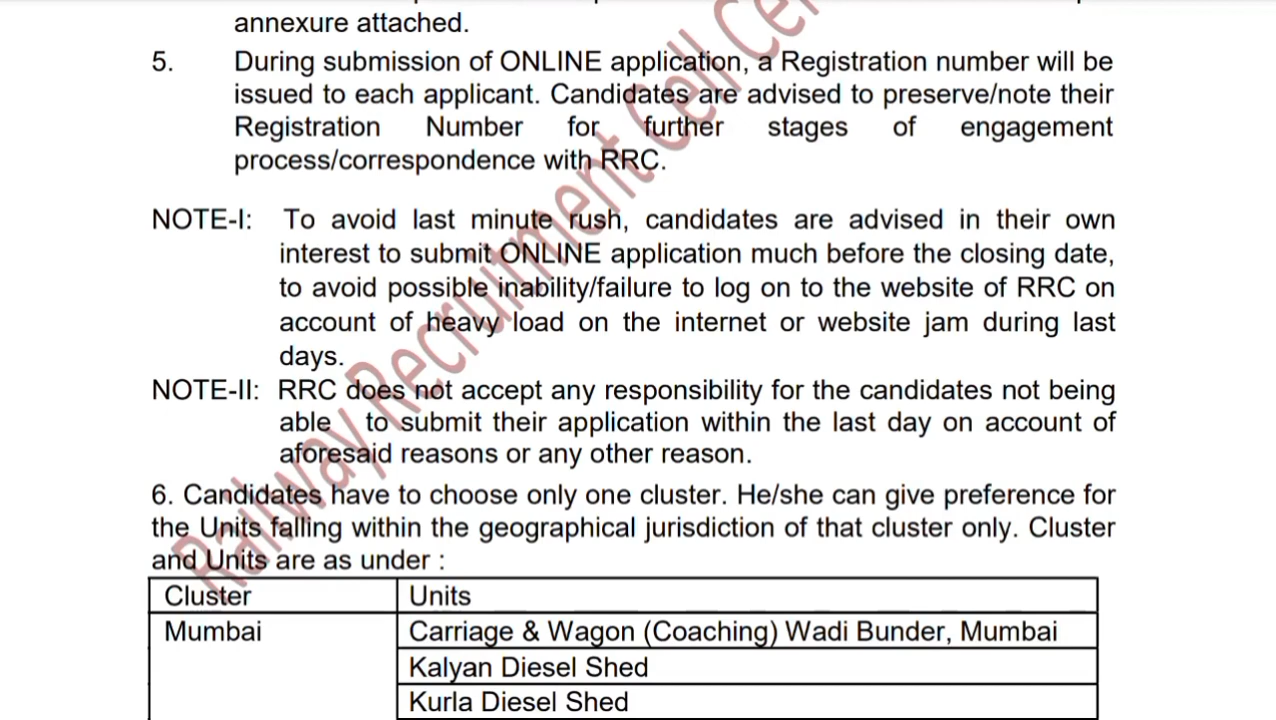 annexure attached.
5. During submission of ONLINE application, a Registration number will be
issued to each applicant. Candidates are advised to preserve/note their
Registration Number for further stages of engagement
process/correspondence with RRC.
NOTE-I: To avoid last minute rush, candidates are advised in their own
interest to submit ONLINE application much before the closing date,
to avoid possible inability/failure to log on to the website of RRC on
account of heavy load on the internet or website jam during last
days.
NOTE-II: RRC does not accept any responsibility for the candidates not being
able to submit their application within the last day on account of
aforesaid reasons or any other reason.
6. Candidates have to choose only one cluster. He/she can give preference for
the Units falling within the geographical jurisdiction of that cluster only. Cluster
and Units are as under :
Cluster Units
Mumbai Carriage & Wagon (Coaching) Wadi Bunder, Mumbai
Kalyan Diesel Shed
Kurla Diesel Shed
Railway Recruitment Cell